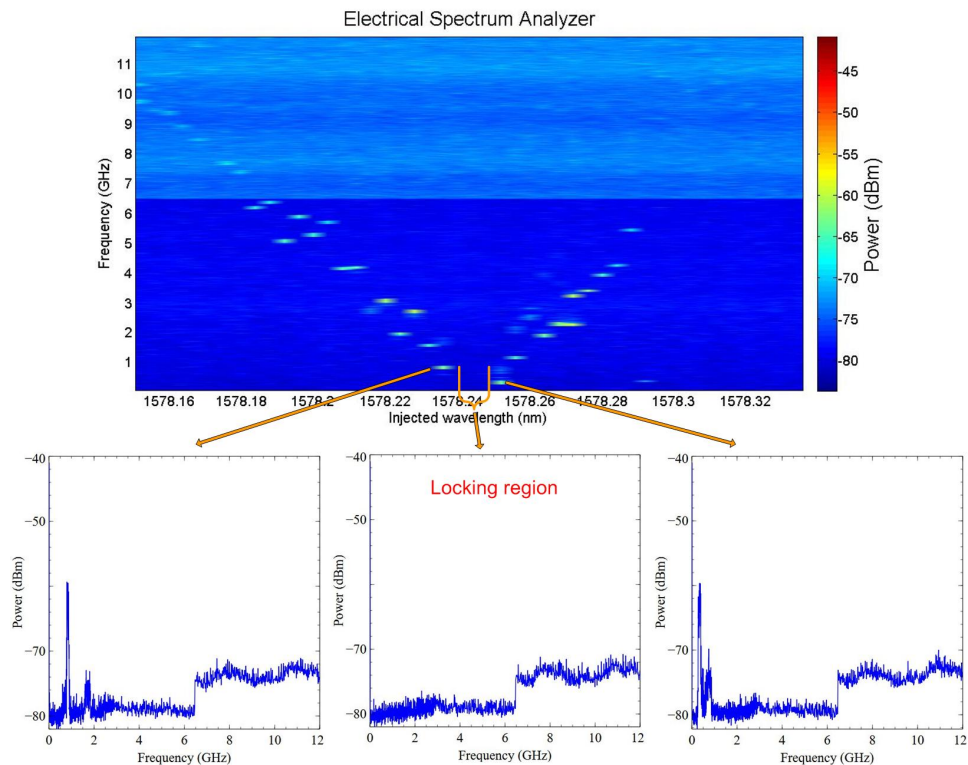 Electrical Spectrum Analyzer
Frequency (GHz)
11
10
9
8
7
6
5
4
3
2
1
1578.16 1578.18 1578.2 1578.22 1578.24 1578.26 1578.28 1578.3 1578.32
Injected wavelength (nm)
-45
-50
-55
-60
-65
-70
-75
-80
Power (dBm)
−40
−50
−60
−70
−80
Power (dBm)
0 2 4 6 8 10 12
Frequency (GHz)
Locking region
−40
−50
−60
−70
−80
Power (dBm)
0 2 4 6 8 10 12
Frequency (GHz)
−40
−50
−60
−70
−80
Power (dBm)
0 2 4 6 8 10 12
Frequency (GHz)